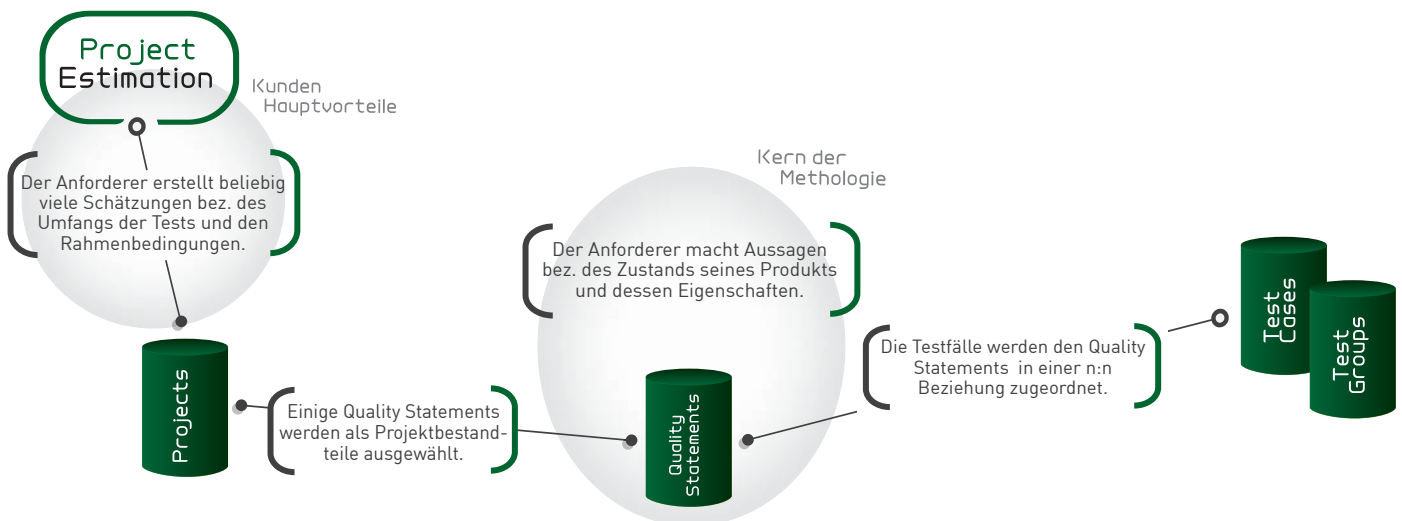 Project
Estimation
Kunden
Hauptvorteile
Der Anforderer erstellt beliebig
viele Schätzungen bez. des
Umfangs der Tests und den
Rahmenbedingungen.
Projects
Einige Quality Statements
werden als Projektbestand-
teile ausgewählt.
Kern der
Methologie
Der Anforderer macht Aussagen
bez. des Zustands seines Produkts
und dessen Eigenschaften.
Quality
Statements
Die Testfälle werden den Quality
Statements in einer n:n
Beziehung zugeordnet.
Test
Cases
Test
Groups